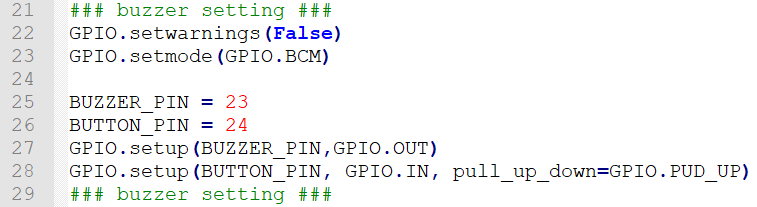 21 ### buzzer setting ###
22 GPIO.setwarnings(False)
23 GPIO.setmode(GPIO.BCM)
24
25 BUZZER_PIN = 23
26 BUTTON_PIN = 24
27 GPIO.setup(BUZZER_PIN,GPIO.OUT)
28 GPIO.setup(BUTTON_PIN, GPIO.IN, pull_up_down=GPIO.PUD_UP)
29 ### buzzer setting ###